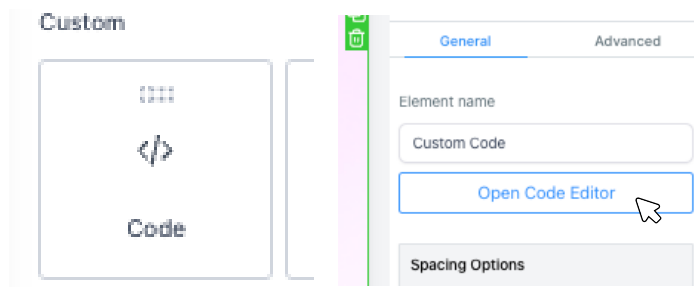 Custom
</>
Code
General
Advanced
Element name
Custom Code
Open Code Editor
Spacing Options